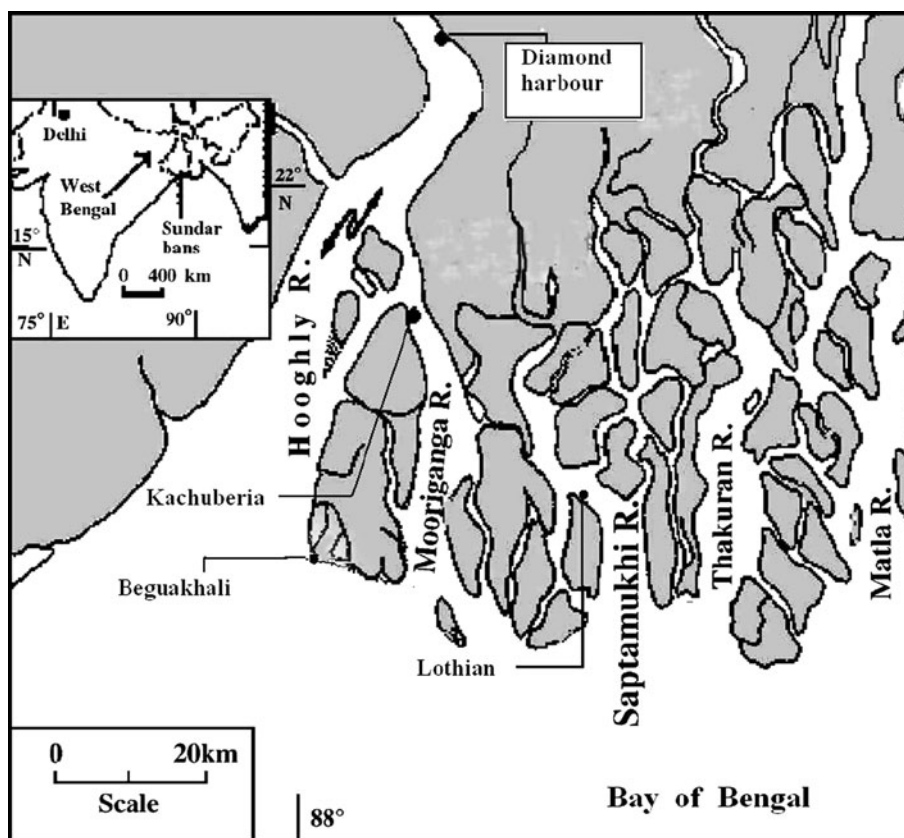 Diamond
harbour
Delhi
West
Bengal
22°
N
15°
N
Sundar
bans
0 400 km
75° E
90°
Hooghly R.
Kachuberia
Mooriganga R.
Beguakhali
Lothian
Saptamukhi R.
Thakuran R.
Matla R.
0 20km
Scale
88°
Bay of Bengal